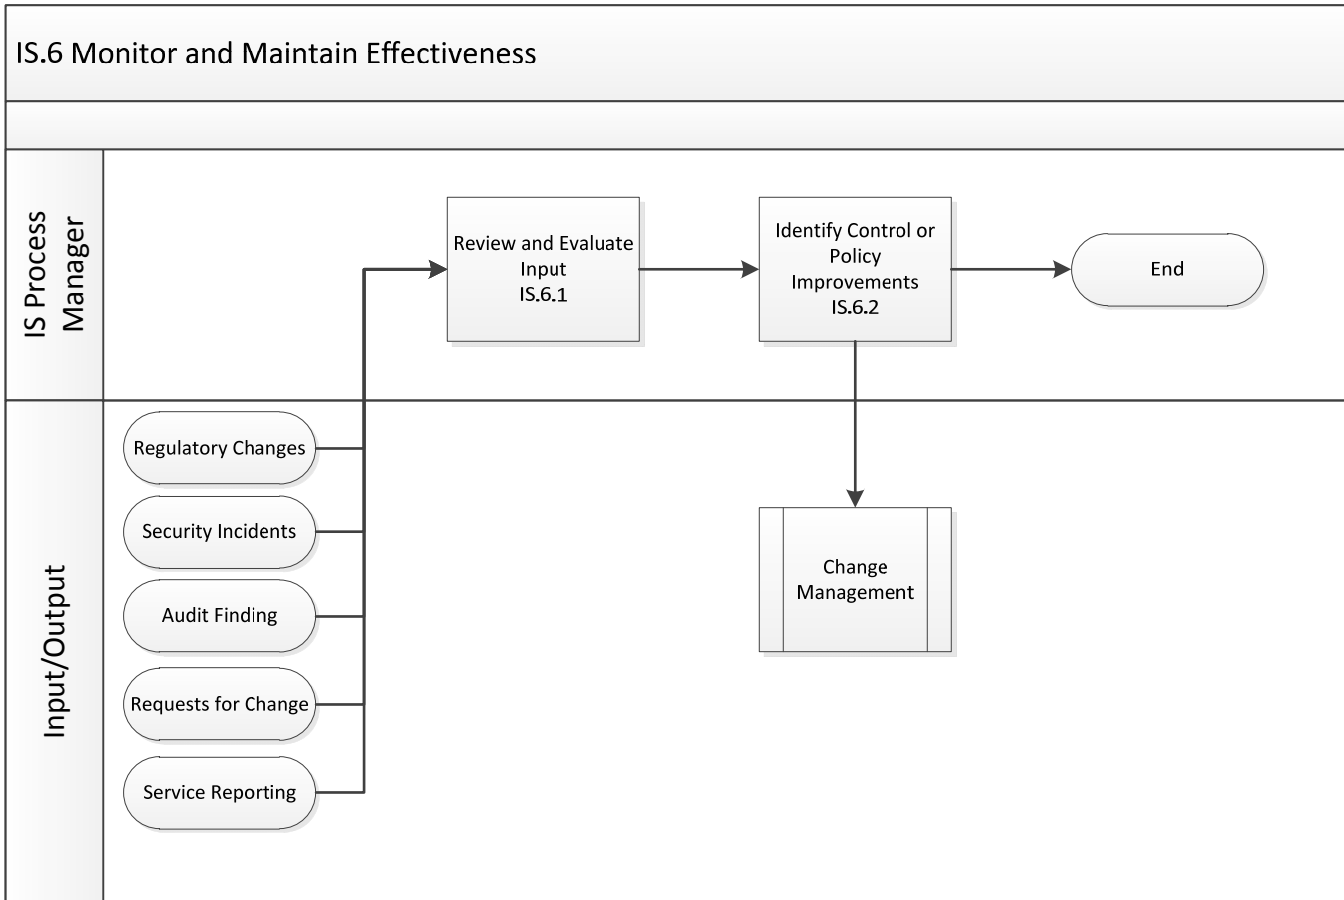 IS.6 Monitor and Maintain Effectiveness
IS Process
Manager
Review and Evaluate
Input
IS.6.1
Identify Control or
Policy
Improvements
IS.6.2
End
Input/Output
Regulatory Changes
Security Incidents
Audit Finding
Requests for Change
Service Reporting
Change
Management